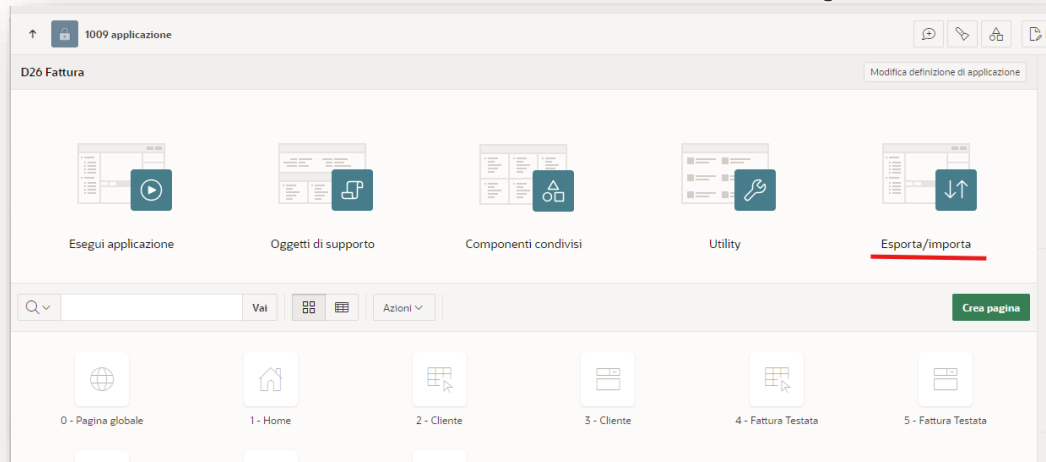 1009 applicazione
D26 Fattura
Modifica definizione di applicazione
Esegui applicazione
Oggetti di supporto
Componenti condivisi
Utility
Esporta/importa
Vai
Azioni
Crea pagina
0 - Pagina globale
1 - Home
2 - Cliente
3 - Cliente
4 - Fattura Testata
5 - Fattura Testata